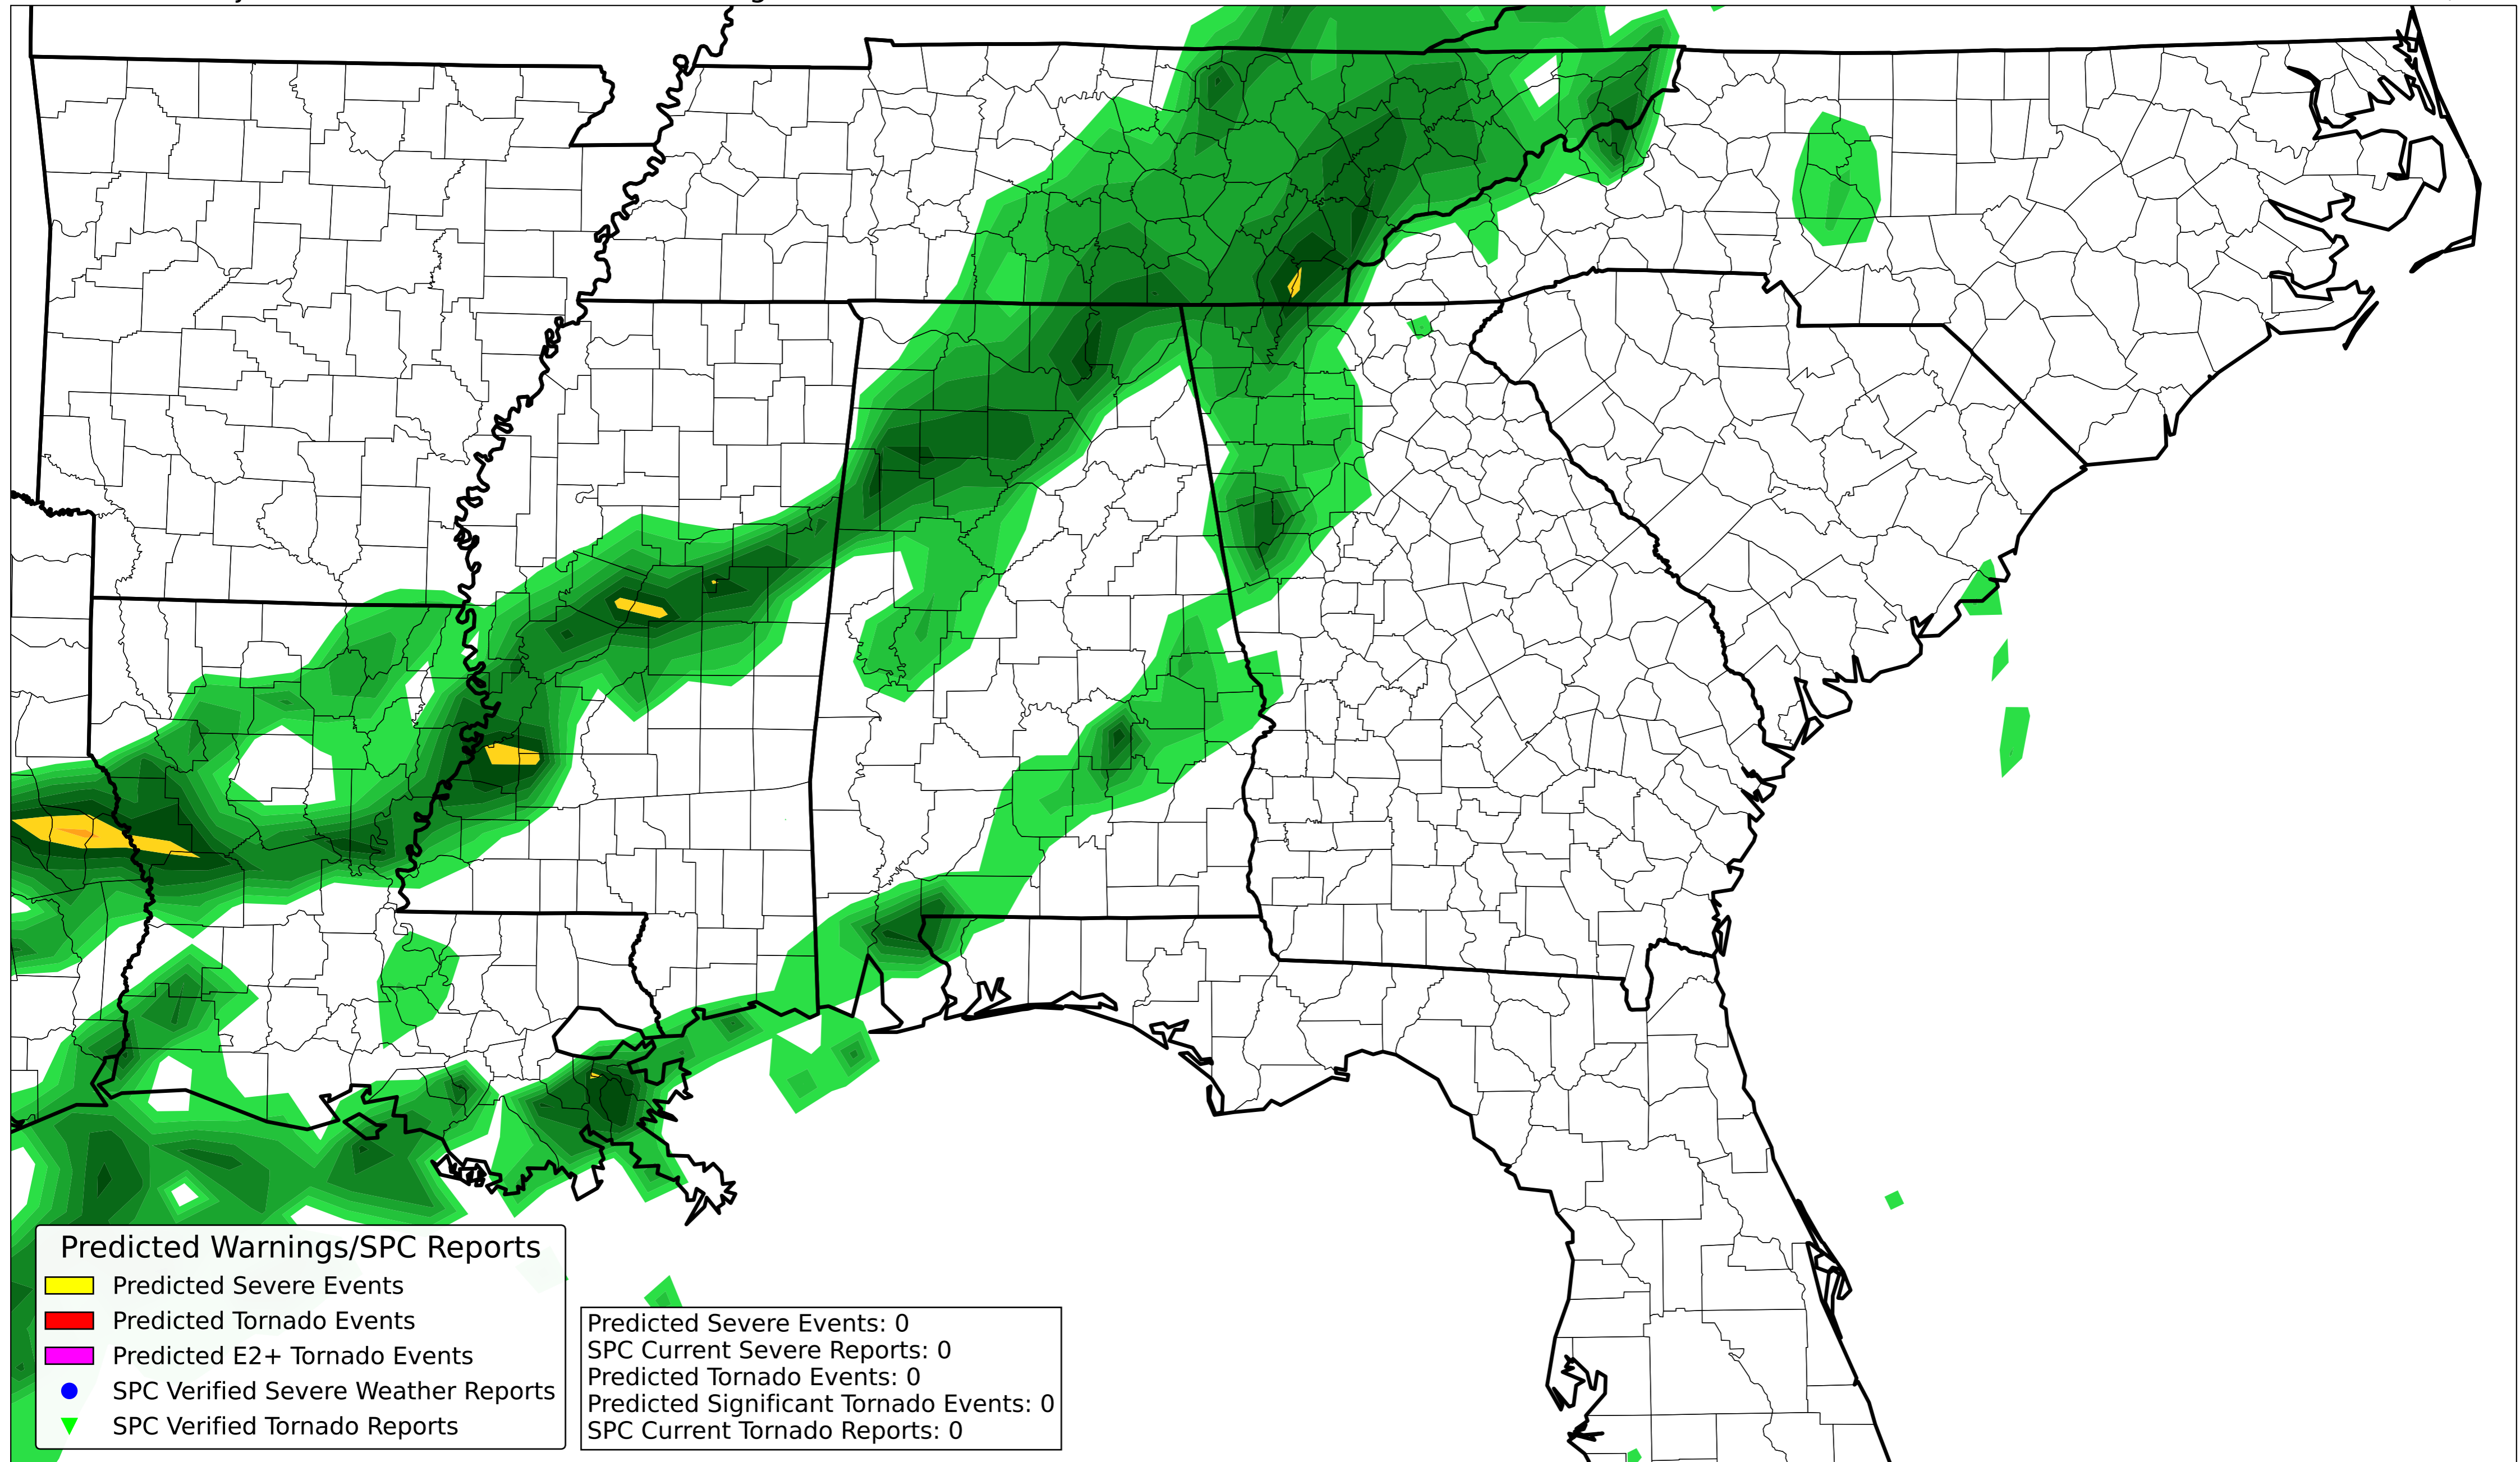 Predicted Warnings/SPC Reports
Predicted Severe Events
Predicted Tornado Events
Predicted E2+ Tornado Events
SPC Verified Severe Weather Reports
SPC Verified Tornado Reports
Predicted Severe Events: 0
SPC Current Severe Reports: 0
Predicted Tornado Events: 0
Predicted Significant Tornado Events: 0
SPC Current Tornado Reports: 0